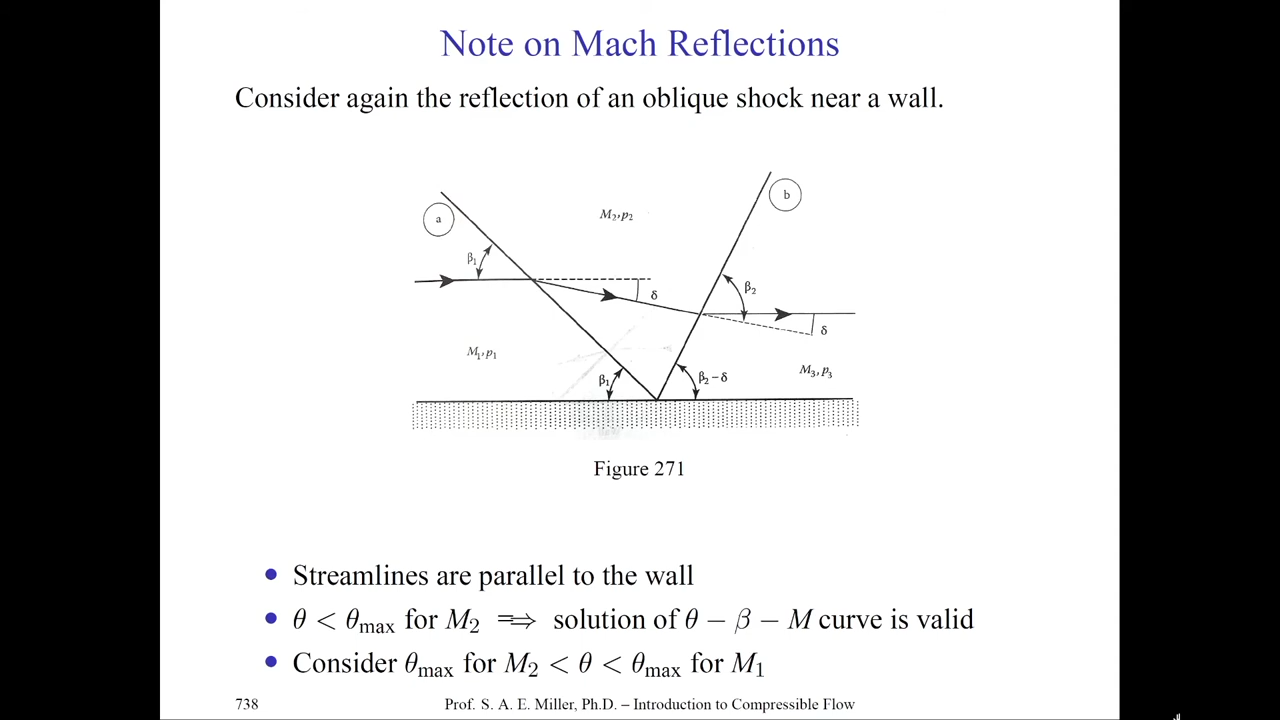 Note on Mach Reflections
Consider again the reflection of an oblique shock near a wall.
a
b
M₂,p₂
β₁
δ
β₂
δ
M₁,p₁
β₁
β₂−δ
M₃,p₃
Figure 271
• Streamlines are parallel to the wall
• θ < θmax for M₂ ⟹ solution of θ − β − M curve is valid
• Consider θmax for M₂ < θ < θmax for M₁
738 Prof. S. A. E. Miller, Ph.D. – Introduction to Compressible Flow